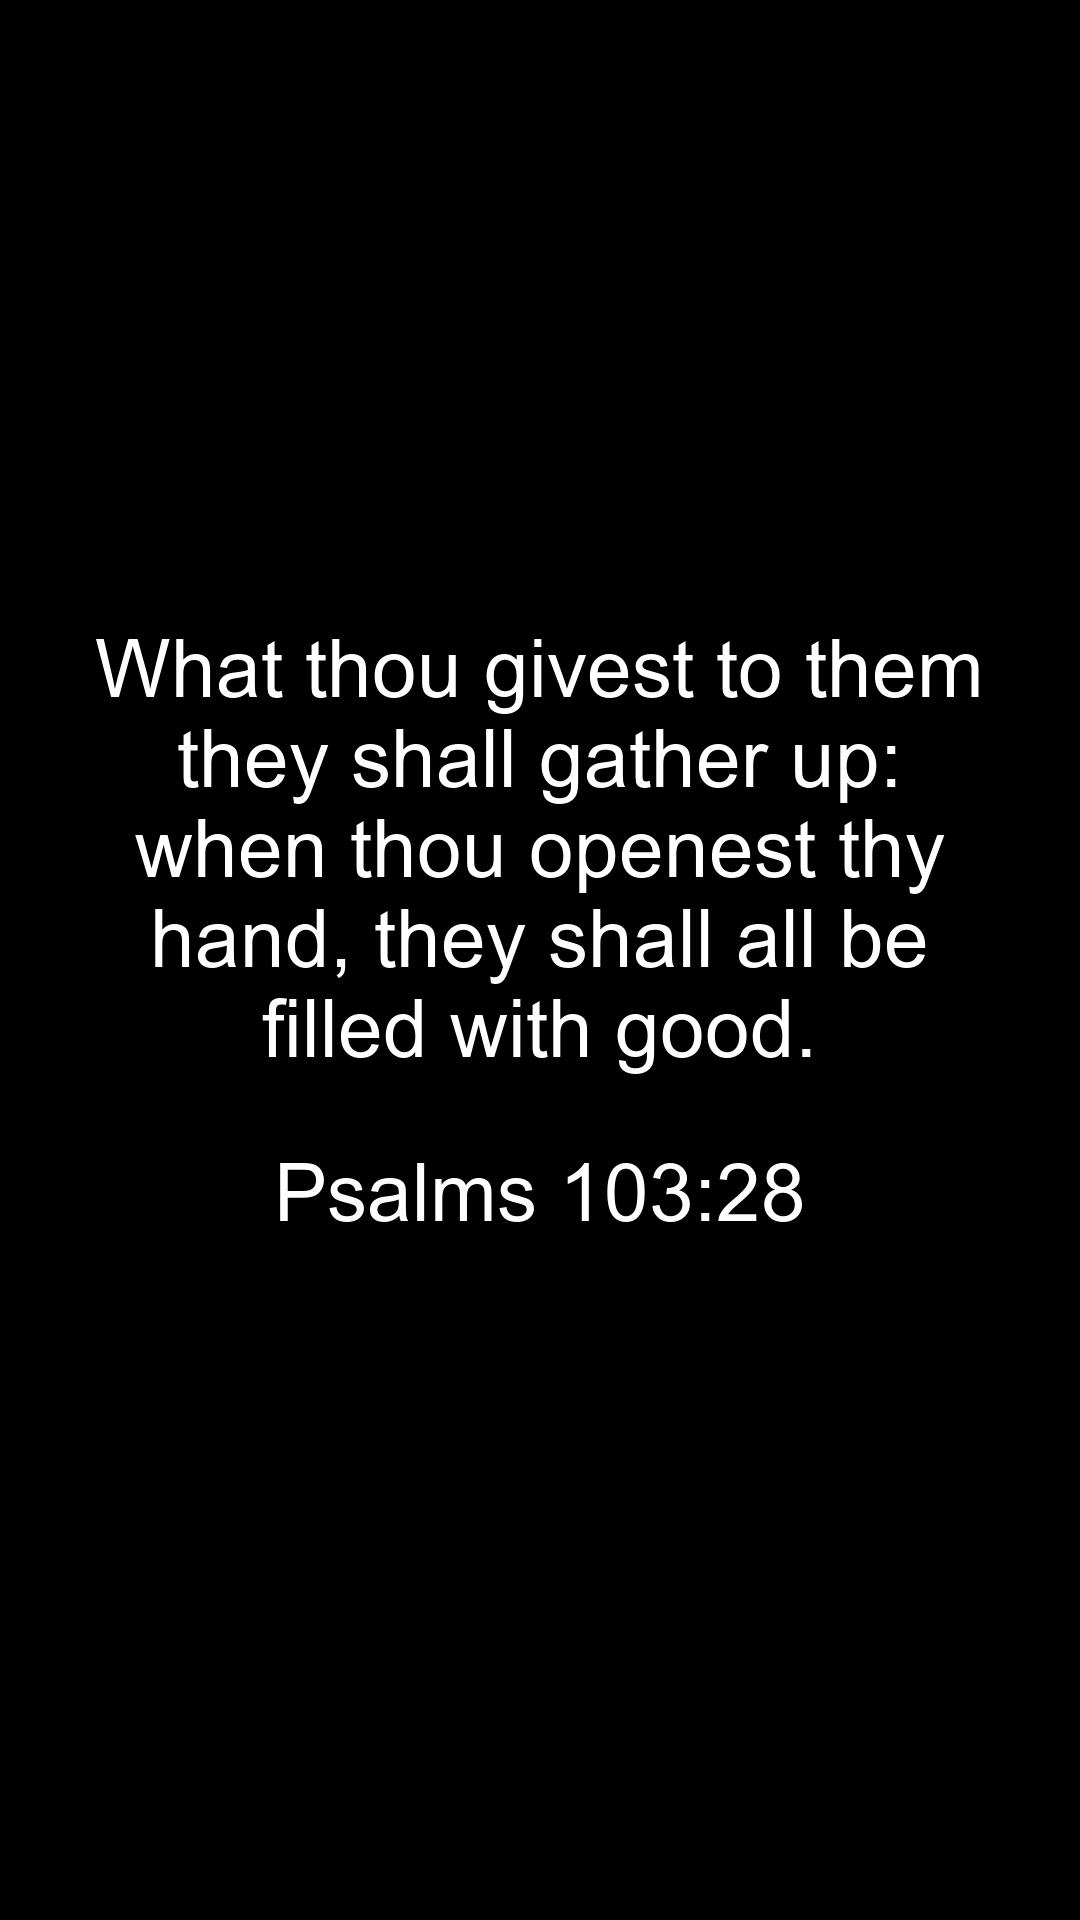 What thou givest to them
they shall gather up:
when thou openest thy
hand, they shall all be
filled with good.
Psalms 103:28